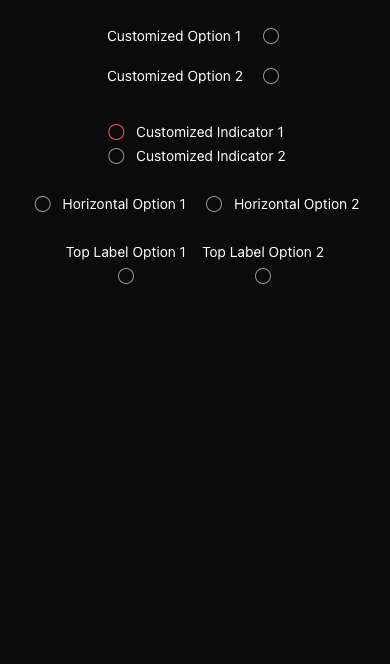 Customized Option 1
Customized Option 2
Customized Indicator 1
Customized Indicator 2
Horizontal Option 1 Horizontal Option 2
Top Label Option 1 Top Label Option 2